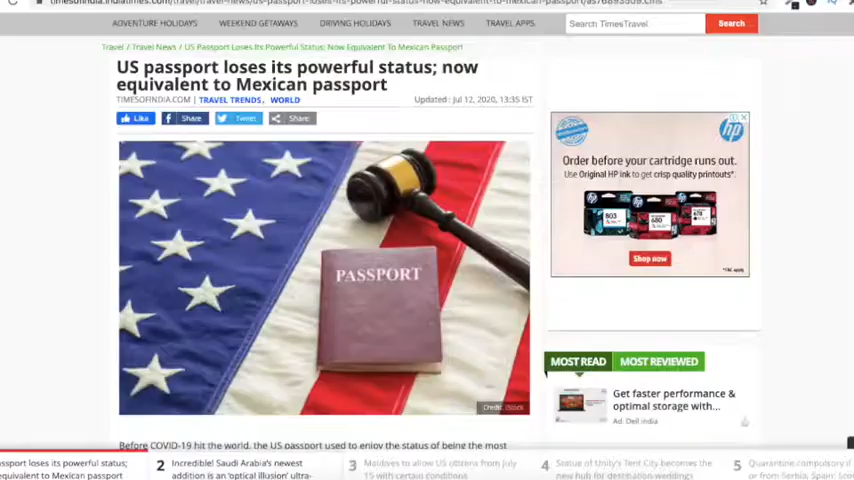 ADVENTURE HOLIDAYS WEEKEND GETAWAYS DRIVING HOLIDAYS TRAVEL NEWS TRAVEL APPS Search TimesTravel Search
Travel / Travel News / US Passport Loses Its Powerful Status; Now Equivalent To Mexican Passport
US passport loses its powerful status; now
equivalent to Mexican passport
TIMESOFINDIA.COM | TRAVEL TRENDS, WORLD Updated : Jul 12, 2020, 13:35 IST
Like Share Tweet Share
PASSPORT
Credit: iStock
Before COVID-19 hit the world, the US passport used to enjoy the status of being the most
hp
Order before your cartridge runs out.
Use Original HP ink to get crisp quality printouts*.
803 680 678
Shop now
MOST READ MOST REVIEWED
Get faster performance &
optimal storage with...
Ad: Dell India
ssport loses its powerful status;
equivalent to Mexican passport
2 Incredible! Saudi Arabia's newest
addition is an 'optical illusion' ultra-
3 Maldives to allow US citizens from July
15 with certain conditions
4 Statue of Unity's Tent City becomes the
new hub for destination weddings
5 Quarantine compulsory if
or from Serbia, Spain: